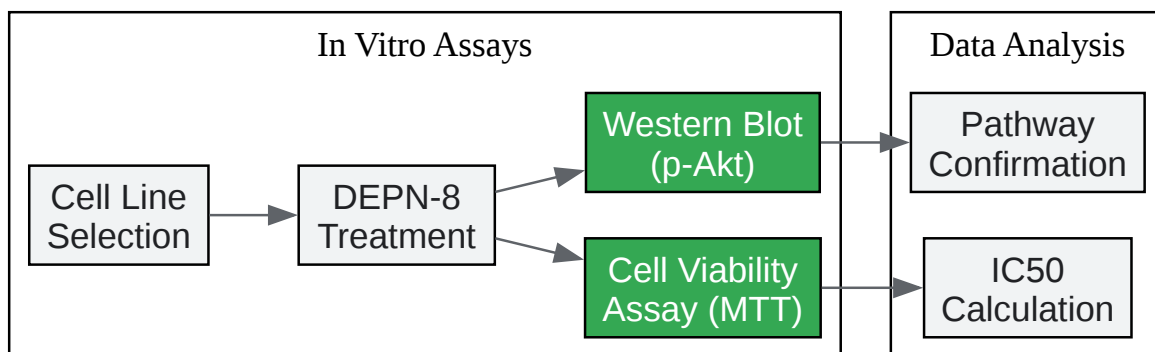 In Vitro Assays
Data Analysis
Cell Line
Selection
DEPN-8
Treatment
Western Blot
(p-Akt)
Cell Viability
Assay (MTT)
Pathway
Confirmation
IC50
Calculation